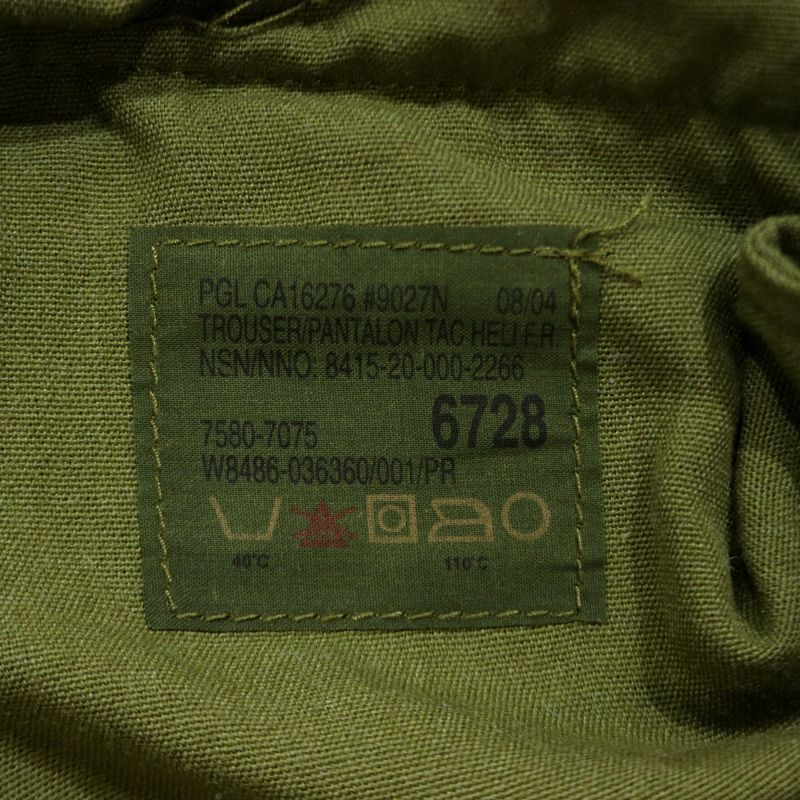 PGL CA16276 #9027N 08/04
TROUSER/PANTALON TAC HELI F.R.
NSN/NNO: 8415-20-000-2266
7580-7075 6728
W8486-036360/001/PR
40°C 110°C